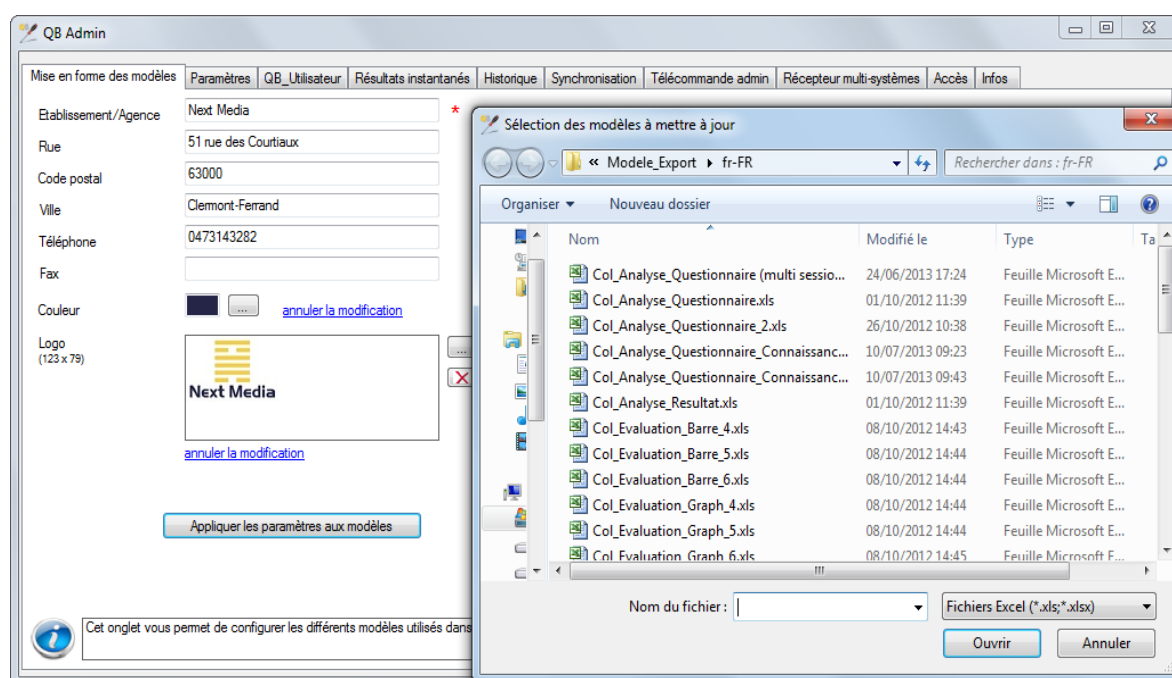 QB Admin
Mise en forme des modèles Paramètres QB_Utilisateur Résultats instantanés Historique Synchronisation Télécommande admin Récepteur multi-systèmes Accès Infos
Etablissement/Agence Next Media *
Rue 51 rue des Courtiaux
Code postal 63000
Ville Clermont-Ferrand
Téléphone 0473143282
Fax
Couleur ... annuler la modification
Logo
(123 x 79)
...
Next Media
annuler la modification
Appliquer les paramètres aux modèles
Cet onglet vous permet de configurer les différents modèles utilisés dans
Sélection des modèles à mettre à jour
« Modele_Export fr-FR Rechercher dans : fr-FR
Organiser Nouveau dossier
Nom Modifié le Type Ta
Col_Analyse_Questionnaire (multi sessio... 24/06/2013 17:24 Feuille Microsoft E...
Col_Analyse_Questionnaire.xls 01/10/2012 11:39 Feuille Microsoft E...
Col_Analyse_Questionnaire_2.xls 26/10/2012 10:38 Feuille Microsoft E...
Col_Analyse_Questionnaire_Connaissanc... 10/07/2013 09:23 Feuille Microsoft E...
Col_Analyse_Questionnaire_Connaissanc... 10/07/2013 09:43 Feuille Microsoft E...
Col_Analyse_Resultat.xls 01/10/2012 11:39 Feuille Microsoft E...
Col_Evaluation_Barre_4.xls 08/10/2012 14:43 Feuille Microsoft E...
Col_Evaluation_Barre_5.xls 08/10/2012 14:44 Feuille Microsoft E...
Col_Evaluation_Barre_6.xls 08/10/2012 14:44 Feuille Microsoft E...
Col_Evaluation_Graph_4.xls 08/10/2012 14:44 Feuille Microsoft E...
Col_Evaluation_Graph_5.xls 08/10/2012 14:44 Feuille Microsoft E...
Col_Evaluation_Graph_6.xls 08/10/2012 14:45 Feuille Microsoft E...
Nom du fichier : Fichiers Excel (*.xls;*.xlsx)
Ouvrir Annuler